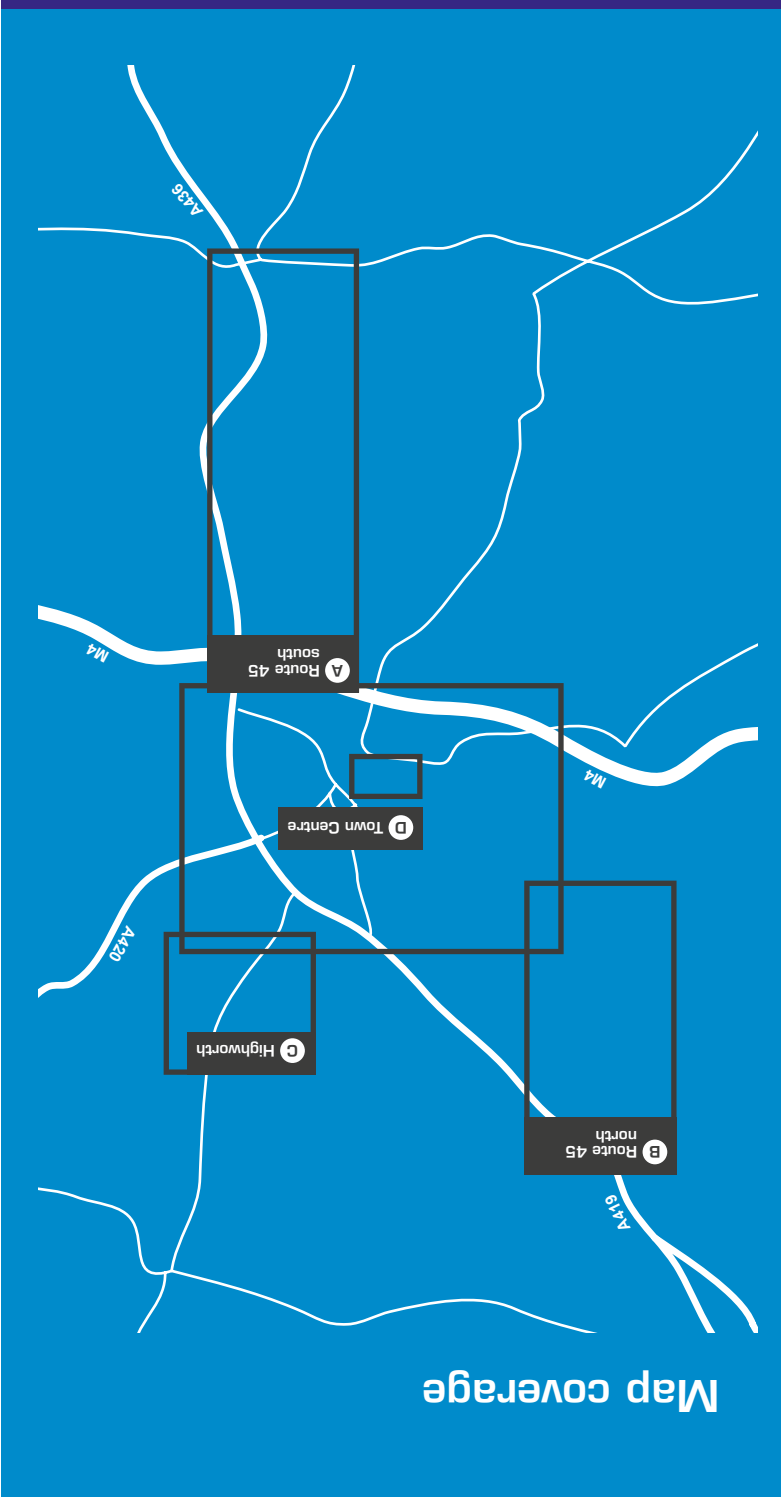 Map coverage
A419
B Route 45
north
C Highworth
A420
D Town Centre
M4
A Route 45
south
M4
A436